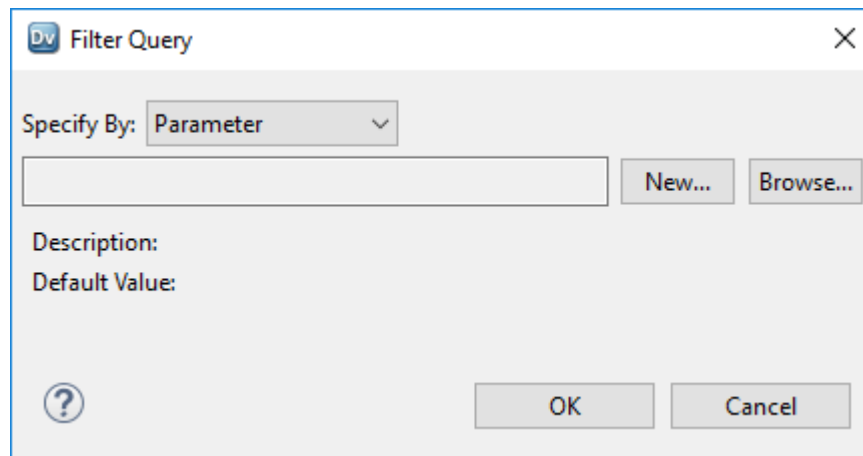 Dv Filter Query
Specify By: Parameter
New... Browse...
Description:
Default Value:
? OK Cancel